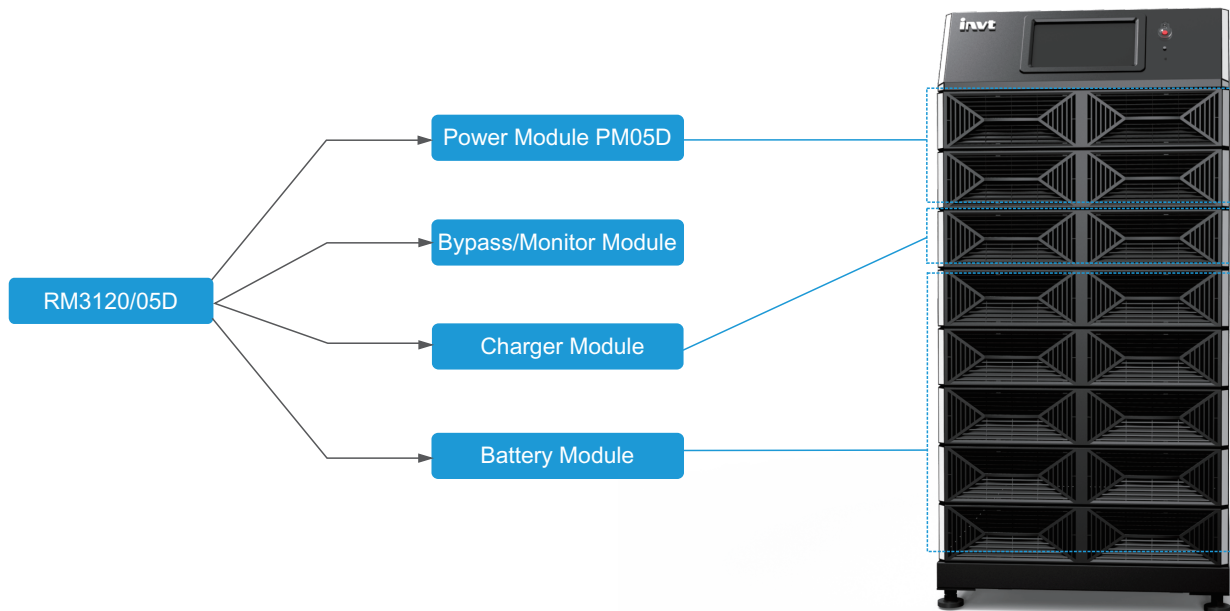 invt
Power Module PM05D
Bypass/Monitor Module
RM3120/05D
Charger Module
Battery Module